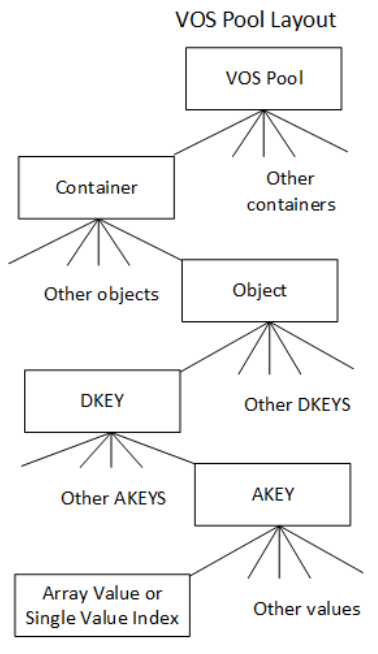 VOS Pool Layout
VOS Pool
Container
Other
containers
Other objects
Object
DKEY
Other DKEYS
Other AKEYS
AKEY
Array Value or
Single Value Index
Other values